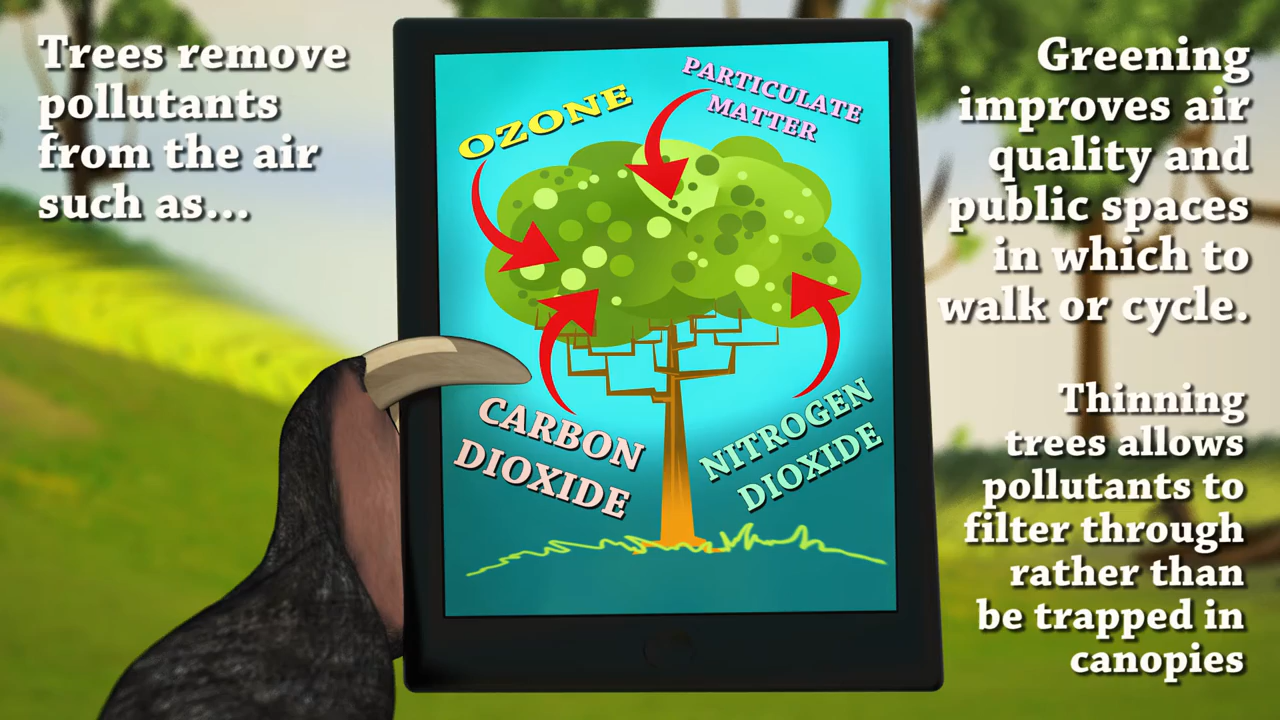 Trees remove
pollutants
from the air
such as...
OZONE
PARTICULATE
MATTER
CARBON
DIOXIDE
NITROGEN
DIOXIDE
Greening
improves air
quality and
public spaces
in which to
walk or cycle.
Thinning
trees allows
pollutants to
filter through
rather than
be trapped in
canopies